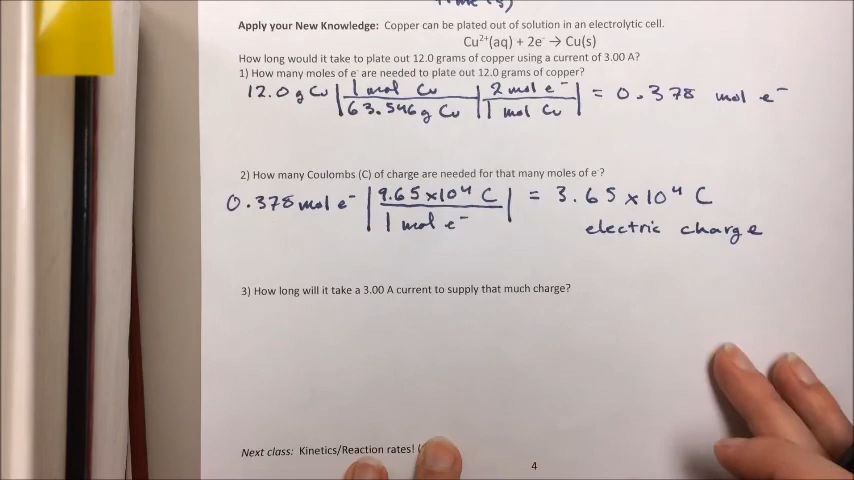 Time (s)
Apply your New Knowledge: Copper can be plated out of solution in an electrolytic cell.
Cu²⁺(aq) + 2e⁻ → Cu(s)
How long would it take to plate out 12.0 grams of copper using a current of 3.00 A?
1) How many moles of e⁻ are needed to plate out 12.0 grams of copper?
12.0 g Cu | 1 mol Cu / 63.546 g Cu | 2 mol e⁻ / 1 mol Cu | = 0.378 mol e⁻
2) How many Coulombs (C) of charge are needed for that many moles of e⁻?
0.378 mol e⁻ | 9.65 x10⁴ C / 1 mol e⁻ | = 3.65 x 10⁴ C
electric charge
3) How long will it take a 3.00 A current to supply that much charge?
Next class: Kinetics/Reaction rates! (
4